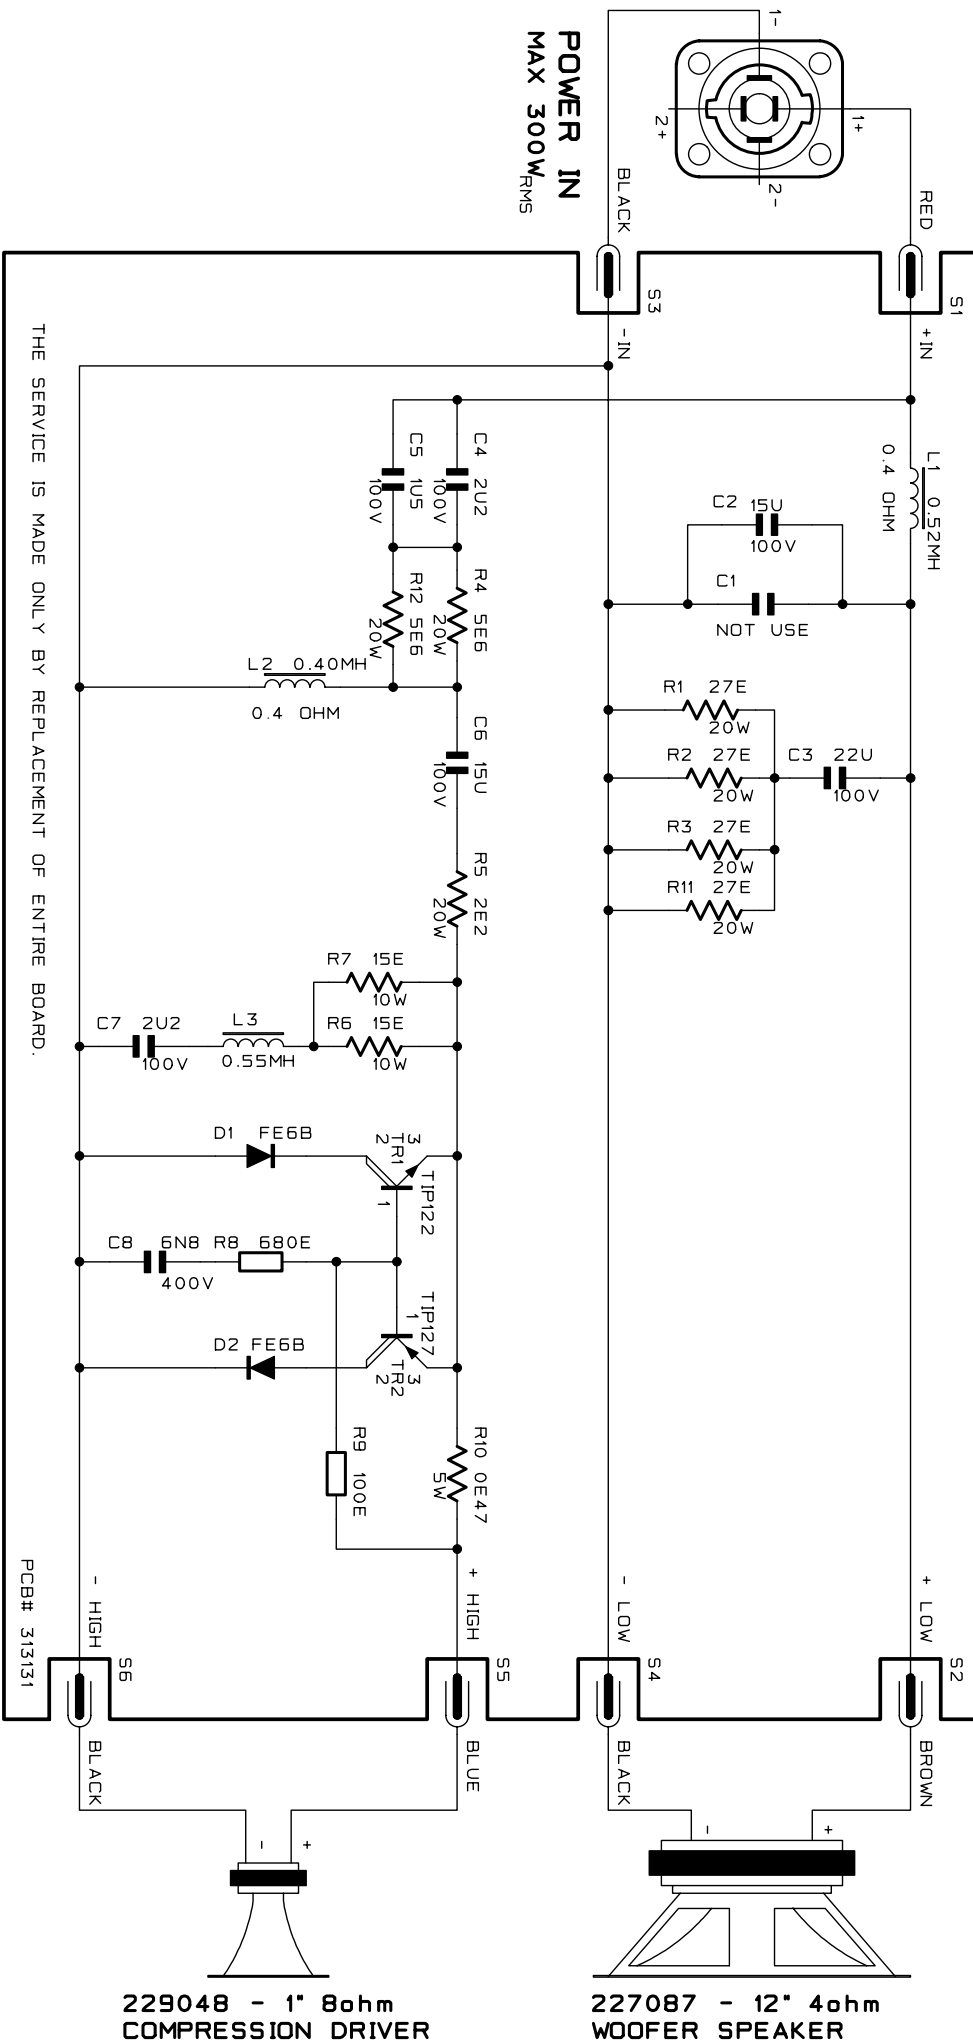 1-
1+
2+
2-
POWER IN
MAX 300W RMS
BLACK
RED
S3
S1
-IN
+IN
L1 0.52MH
0.4 OHM
C2 15U
100V
C1
NOT USE
C4 2U2
100V
C5 1U5
100V
R4 5E6
20W
R12 5E6
20W
L2 0.40MH
0.4 OHM
R1 27E
20W
R2 27E
20W
R3 27E
20W
R11 27E
20W
C3 22U
100V
C6 15U
100V
R5 2E2
20W
R7 15E
10W
R6 15E
10W
C7 2U2
100V
L3
0.55MH
D1 FE6B
3
TR1
2
TIP122
1
C8 6N8
400V
R8 680E
TIP127
1
D2 FE6B
3
TR2
2
R9 100E
R10 0E47
5W
THE SERVICE IS MADE ONLY BY REPLACEMENT OF ENTIRE BOARD.
PCB# 313131
- HIGH
+ HIGH
- LOW
+ LOW
S6
S5
S4
S2
BLACK
BLUE
BLACK
BROWN
-
+
-
+
229048 - 1" 8ohm
COMPRESSION DRIVER
227087 - 12" 4ohm
WOOFER SPEAKER